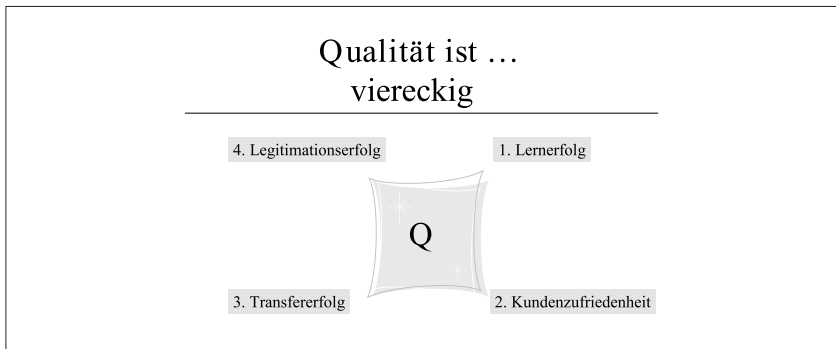 Qualität ist …
viereckig
4. Legitimationserfolg
1. Lernerfolg
Q
3. Transfererfolg
2. Kundenzufriedenheit